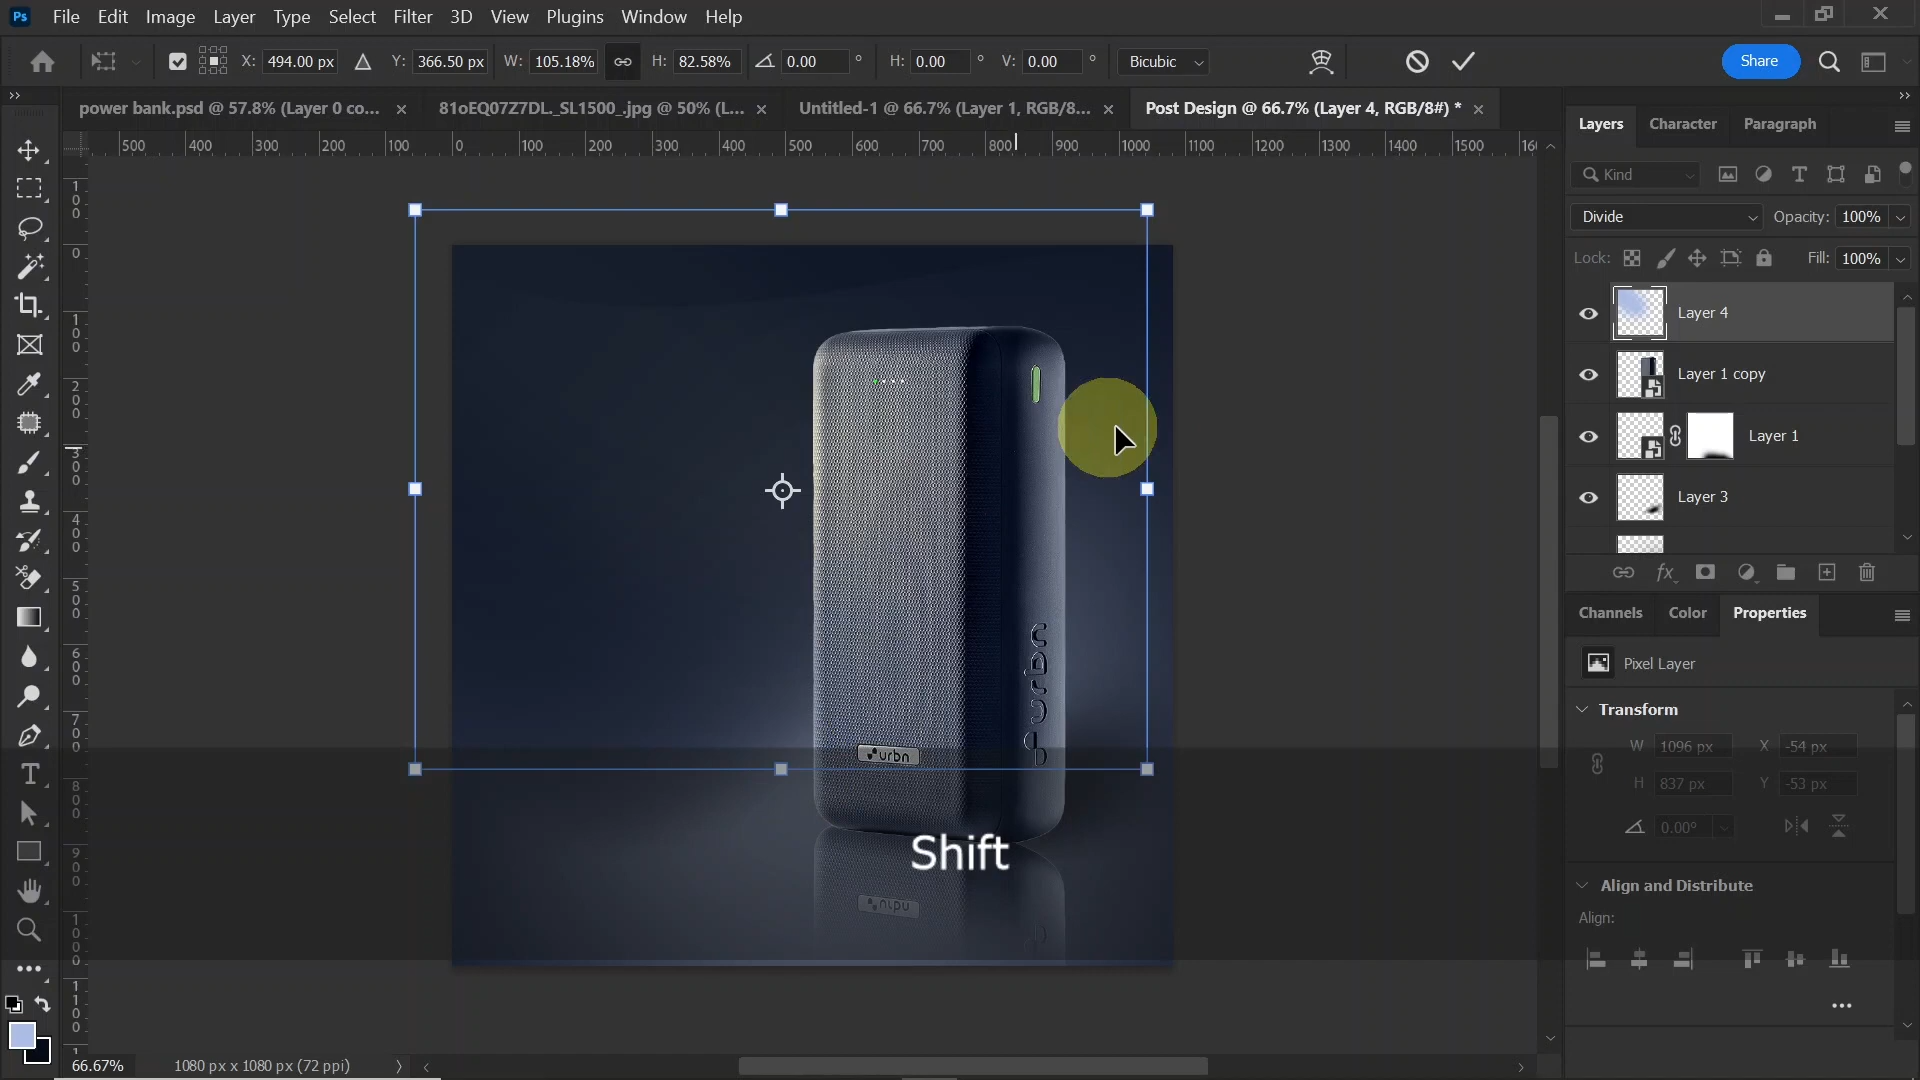 Ps File Edit Image Layer Type Select Filter 3D View Plugins Window Help
X: 494.00 px Y: 366.50 px W: 105.18% H: 82.58% 0.00 ° H: 0.00 ° V: 0.00 ° Bicubic Share
power bank.psd @ 57.8% (Layer 0 co... × 81oEQ07Z7DL._SL1500_.jpg @ 50% (L... × Untitled-1 @ 66.7% (Layer 1, RGB/8... × Post Design @ 66.7% (Layer 4, RGB/8#) * ×
Layers Character Paragraph
500 400 300 200 100 0 100 200 300 400 500 600 700 800 900 1000 1100 1200 1300 1400 1500 16
Kind
Divide Opacity: 100%
Lock: Fill: 100%
Layer 4
Layer 1 copy
Layer 1
Layer 3
Channels Color Properties
Pixel Layer
Transform
W 1096 px X -54 px
H 837 px Y -53 px
0.00°
Align and Distribute
Align:
urbn
urbn
Shift
urbn
66.67% 1080 px x 1080 px (72 ppi)